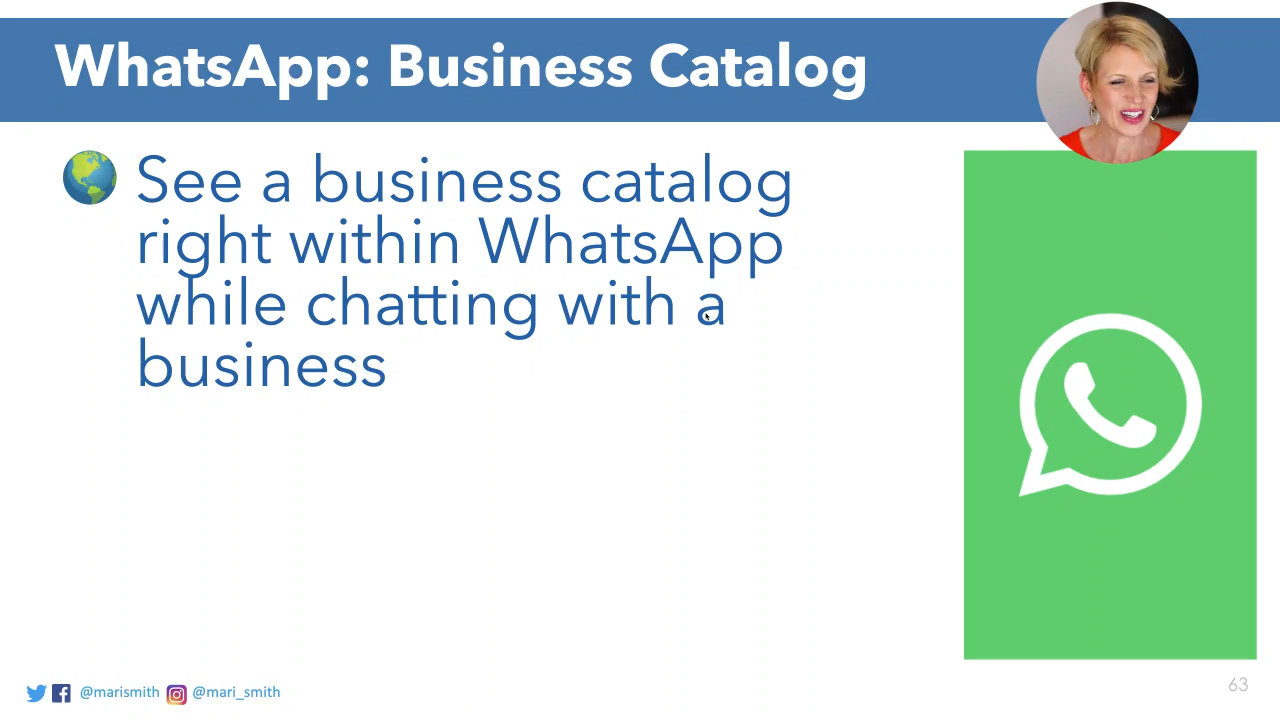 WhatsApp: Business Catalog
See a business catalog
right within WhatsApp
while chatting with a
business
@marismith @mari_smith
63